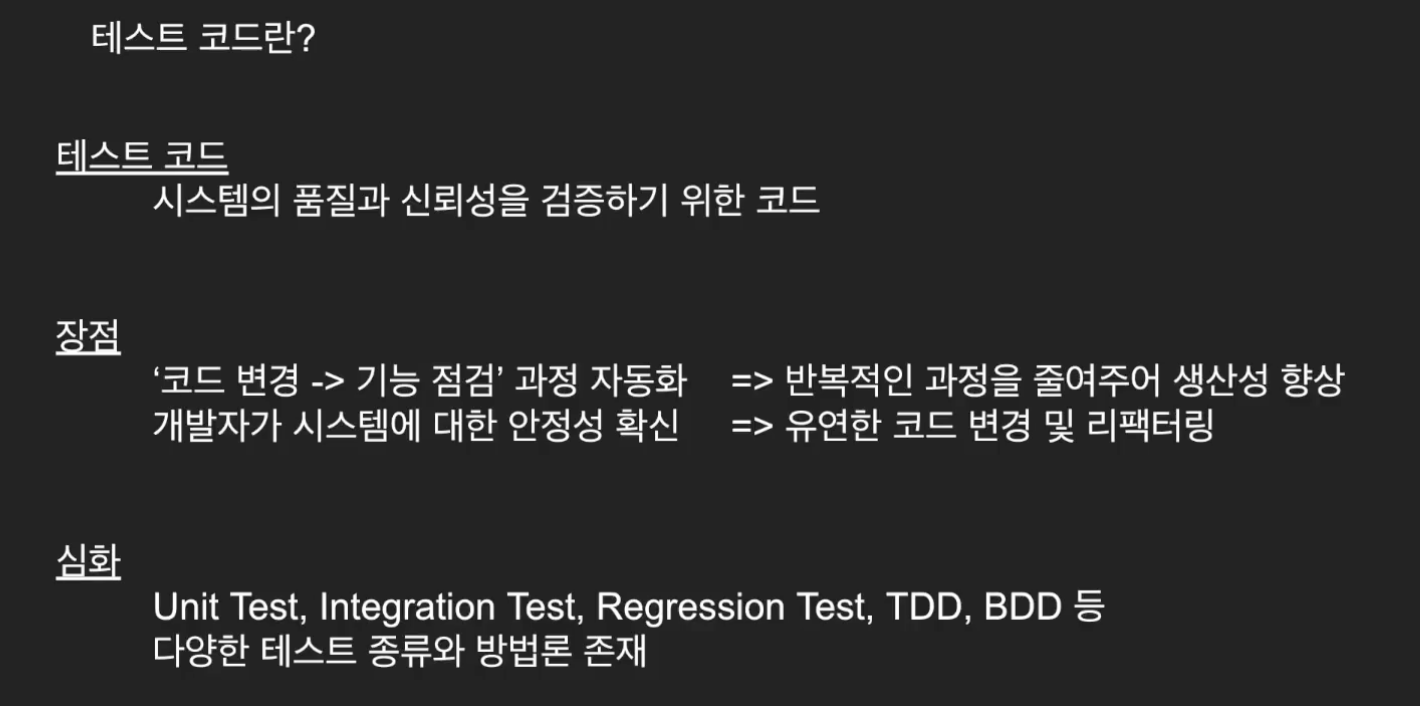 테스트 코드란?
테스트 코드
시스템의 품질과 신뢰성을 검증하기 위한 코드
장점
‘코드 변경 -> 기능 점검’ 과정 자동화 => 반복적인 과정을 줄여주어 생산성 향상
개발자가 시스템에 대한 안정성 확신 => 유연한 코드 변경 및 리팩터링
심화
Unit Test, Integration Test, Regression Test, TDD, BDD 등
다양한 테스트 종류와 방법론 존재